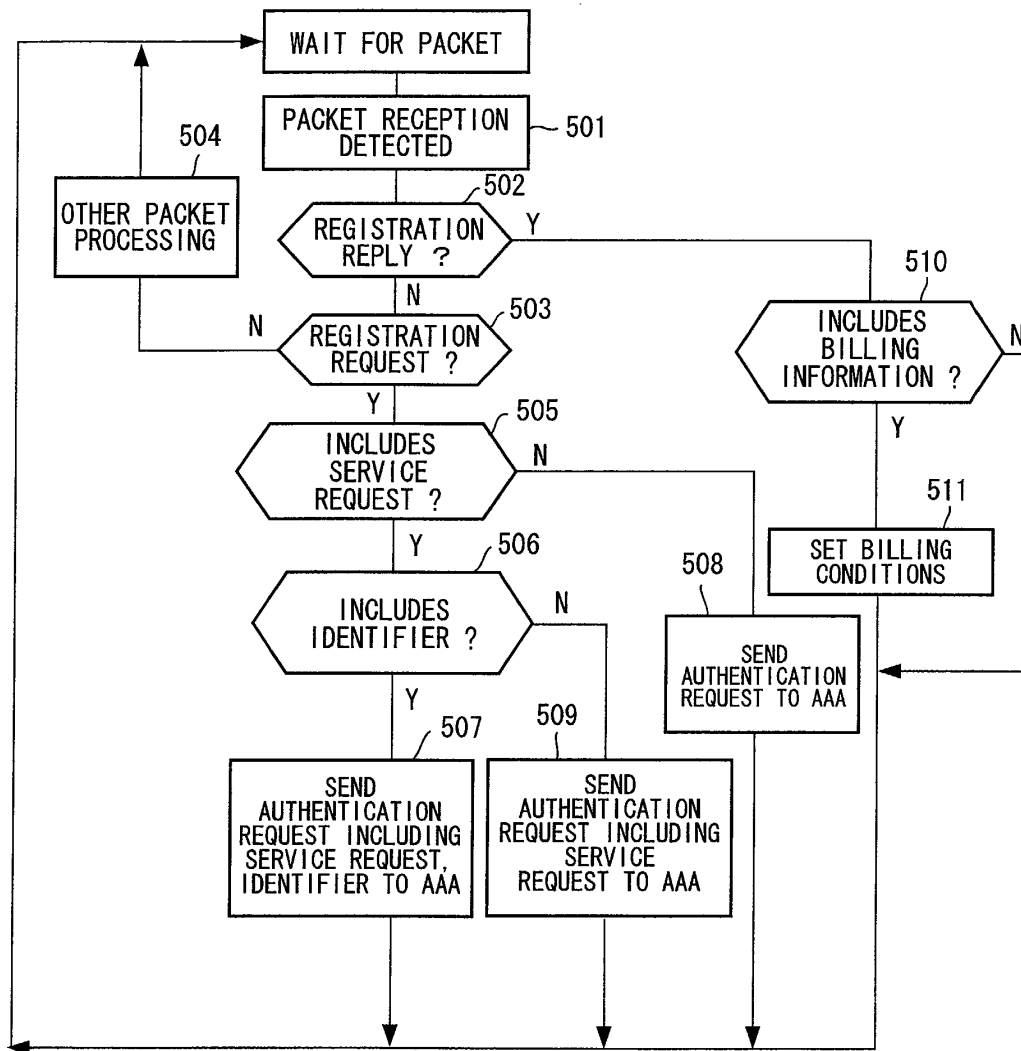 WAIT FOR PACKET
PACKET RECEPTION
DETECTED
501
504
OTHER PACKET
PROCESSING
502
REGISTRATION
REPLY ?
Y
N
503
REGISTRATION
REQUEST ?
N
Y
510
INCLUDES
BILLING
INFORMATION ?
N
Y
505
INCLUDES
SERVICE
REQUEST ?
N
Y
511
SET BILLING
CONDITIONS
506
INCLUDES
IDENTIFIER ?
N
Y
508
SEND
AUTHENTICATION
REQUEST TO AAA
507
SEND
AUTHENTICATION
REQUEST INCLUDING
SERVICE REQUEST,
IDENTIFIER TO AAA
509
SEND
AUTHENTICATION
REQUEST INCLUDING
SERVICE
REQUEST TO AAA